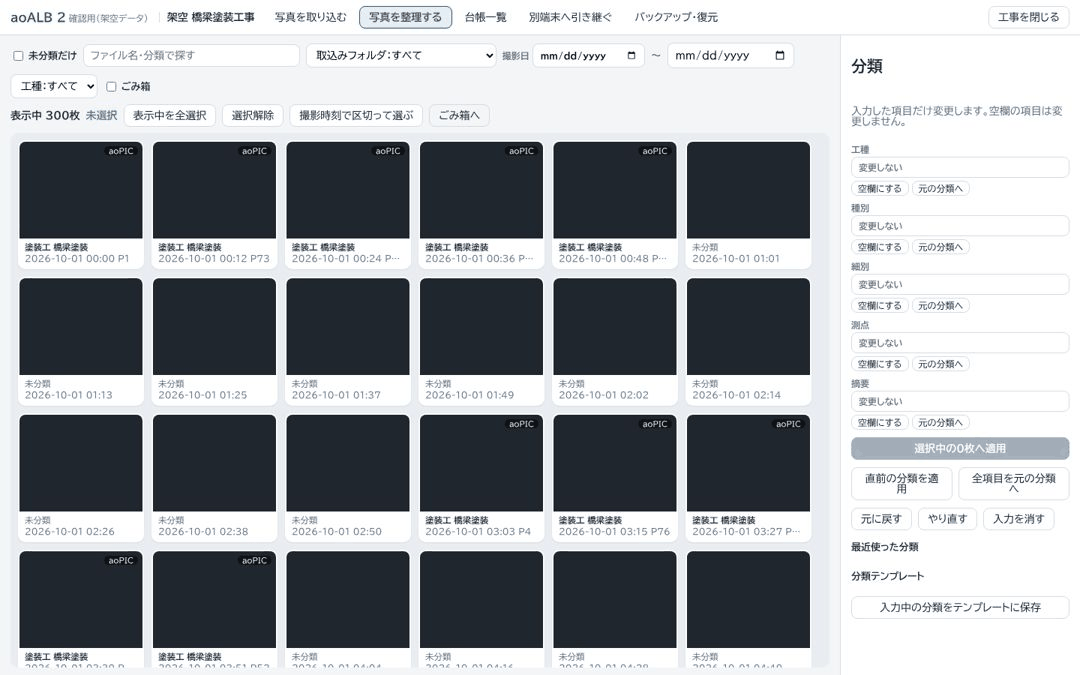 aoALB 2 確認用(架空データ) 架空 橋梁塗装工事 写真を取り込む 写真を整理する 台帳一覧 別端末へ引き継ぐ バックアップ・復元 工事を閉じる
未分類だけ ファイル名・分類で探す 取込みフォルダ:すべて 撮影日 mm/dd/yyyy ～ mm/dd/yyyy
工種:すべて ごみ箱
表示中 300枚 未選択 表示中を全選択 選択解除 撮影時刻で区切って選ぶ ごみ箱へ
aoPIC aoPIC aoPIC aoPIC aoPIC
塗装工 橋梁塗装 塗装工 橋梁塗装 塗装工 橋梁塗装 塗装工 橋梁塗装 塗装工 橋梁塗装 未分類
2026-10-01 00:00 P1 2026-10-01 00:12 P73 2026-10-01 00:24 P… 2026-10-01 00:36 P… 2026-10-01 00:48 P… 2026-10-01 01:01
未分類 未分類 未分類 未分類 未分類 未分類
2026-10-01 01:13 2026-10-01 01:25 2026-10-01 01:37 2026-10-01 01:49 2026-10-01 02:02 2026-10-01 02:14
aoPIC aoPIC aoPIC
未分類 未分類 未分類 塗装工 橋梁塗装 塗装工 橋梁塗装 塗装工 橋梁塗装
2026-10-01 02:26 2026-10-01 02:38 2026-10-01 02:50 2026-10-01 03:03 P4 2026-10-01 03:15 P76 2026-10-01 03:27 P…
aoPIC aoPIC
塗装工 橋梁塗装 塗装工 橋梁塗装 未分類 未分類 未分類 未分類
分類
入力した項目だけ変更します。空欄の項目は変
更しません。
工種
変更しない
空欄にする 元の分類へ
種別
変更しない
空欄にする 元の分類へ
細別
変更しない
空欄にする 元の分類へ
測点
変更しない
空欄にする 元の分類へ
摘要
変更しない
空欄にする 元の分類へ
選択中の0枚へ適用
直前の分類を適用 全項目を元の分類へ
元に戻す やり直す 入力を消す
最近使った分類
分類テンプレート
入力中の分類をテンプレートに保存